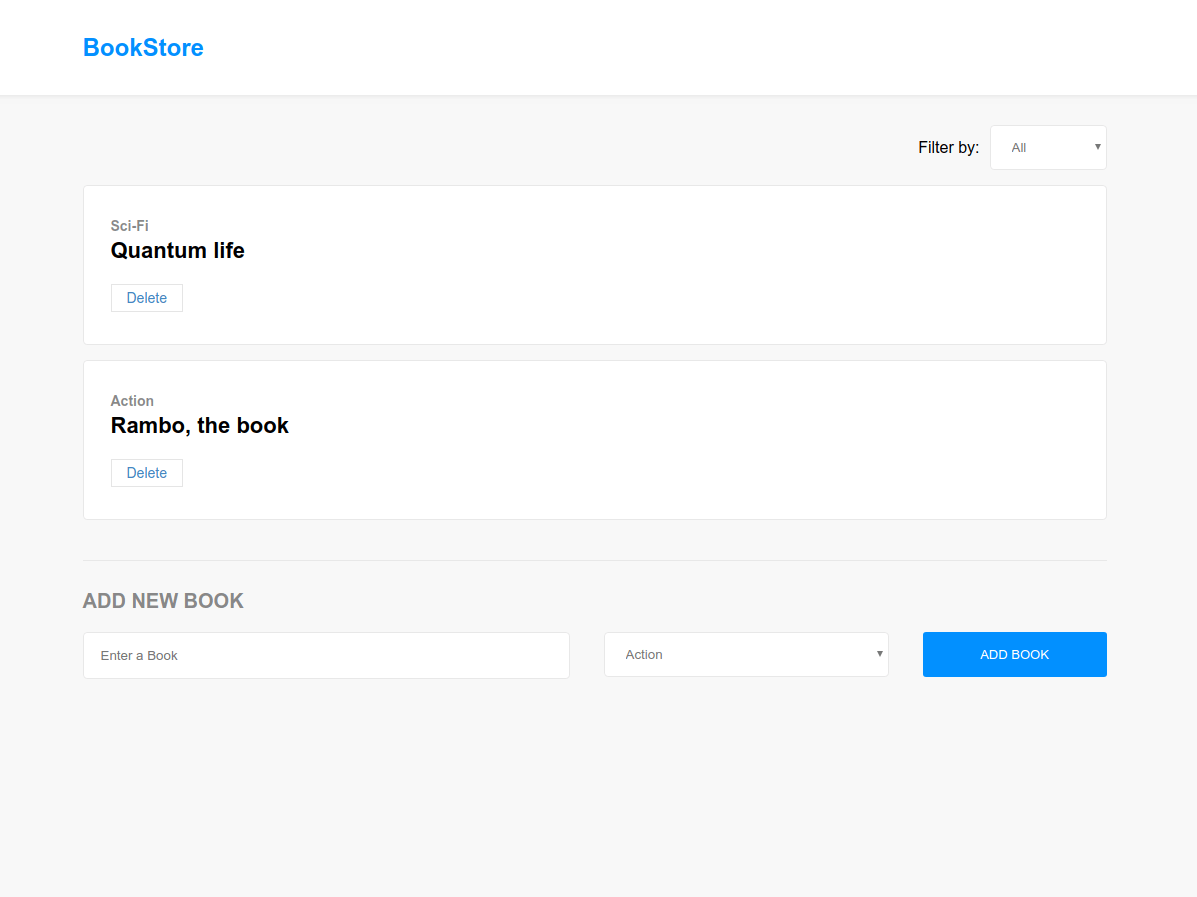 BookStore
Filter by: All
Sci-Fi
Quantum life
Delete
Action
Rambo, the book
Delete
ADD NEW BOOK
Enter a Book Action ADD BOOK